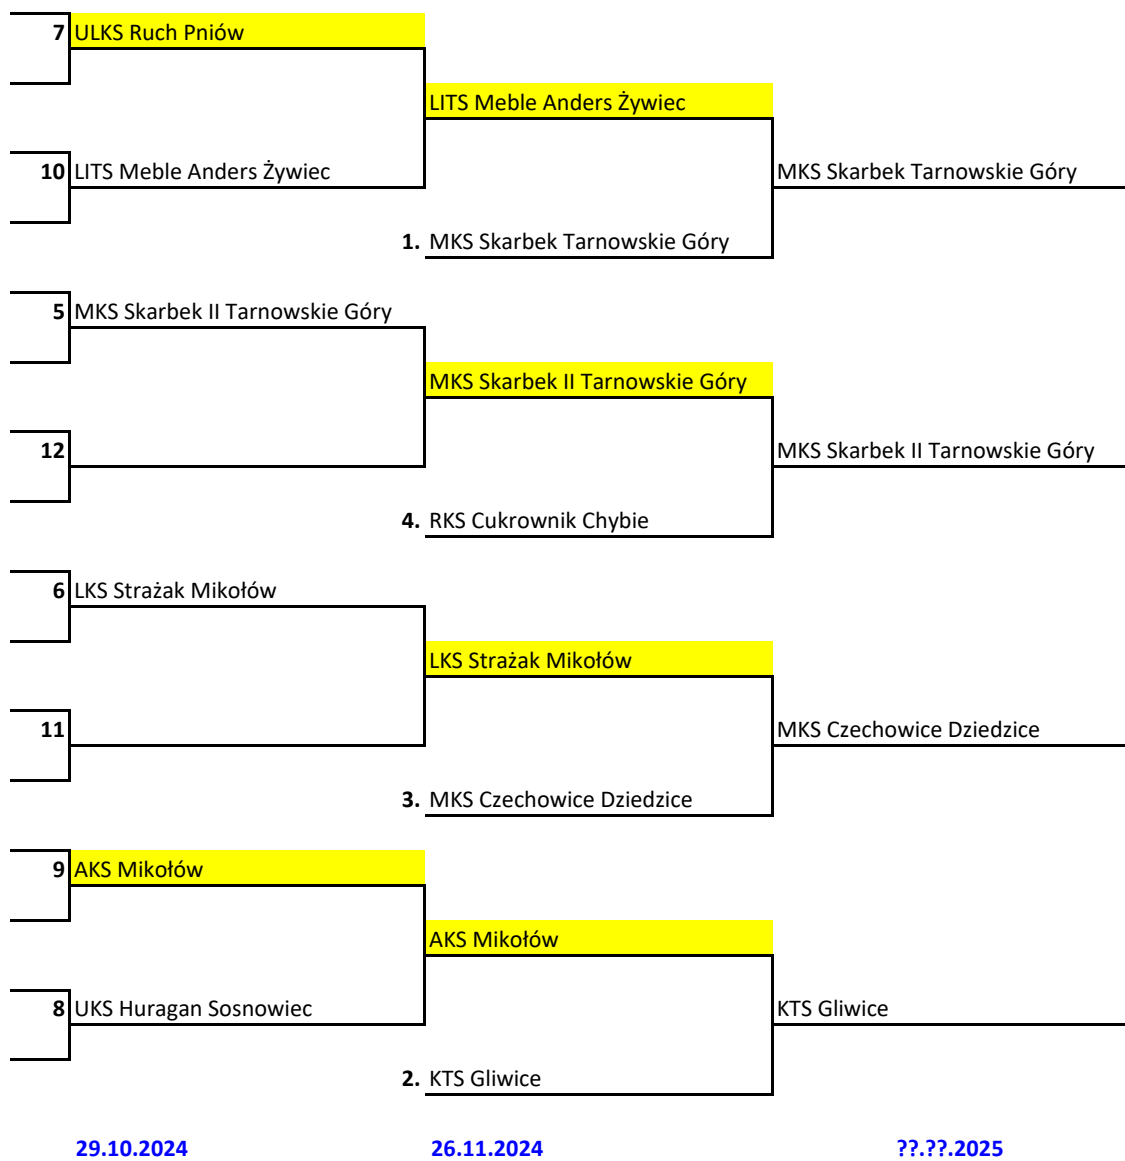 7 ULKS Ruch Pniów
LITS Meble Anders Żywiec
10 LITS Meble Anders Żywiec
MKS Skarbek Tarnowskie Góry
1. MKS Skarbek Tarnowskie Góry
5 MKS Skarbek II Tarnowskie Góry
MKS Skarbek II Tarnowskie Góry
12
MKS Skarbek II Tarnowskie Góry
4. RKS Cukrownik Chybie
6 LKS Strażak Mikołów
LKS Strażak Mikołów
11
MKS Czechowice Dziedzice
3. MKS Czechowice Dziedzice
9 AKS Mikołów
AKS Mikołów
8 UKS Huragan Sosnowiec
KTS Gliwice
2. KTS Gliwice
29.10.2024 26.11.2024 ??.??.2025